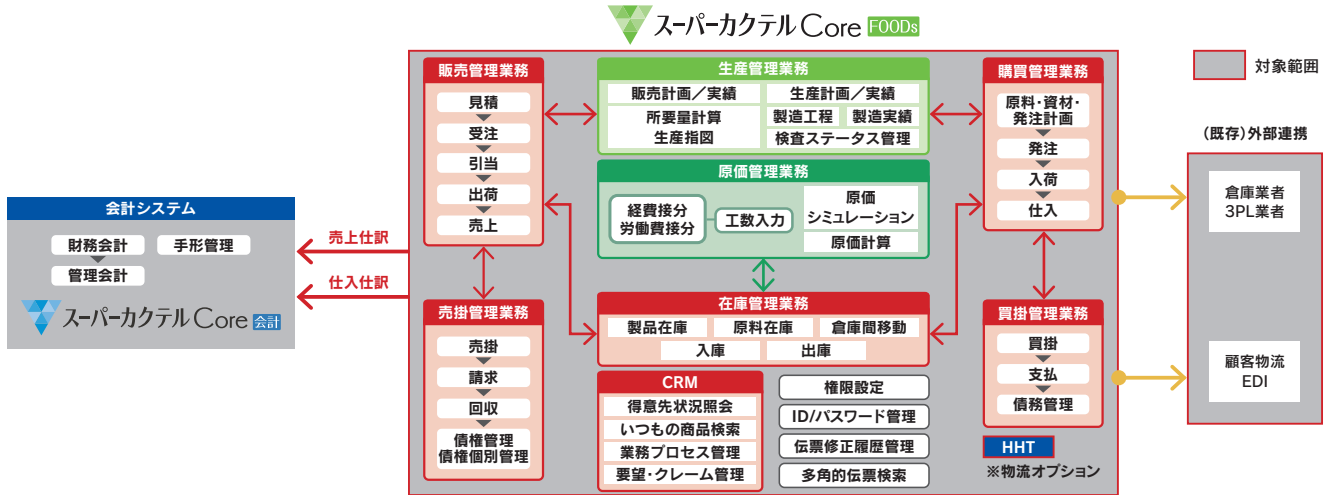 スーパーカクテル Core FOODs
販売管理業務
見積
受注
引当
出荷
売上
生産管理業務
販売計画／実績
生産計画／実績
所要量計算
生産指図
製造工程
製造実績
検査ステータス管理
購買管理業務
原料・資材・
発注計画
発注
入荷
仕入
対象範囲
（既存）外部連携
倉庫業者
3PL業者
顧客物流
EDI
原価管理業務
経費接分
労働費接分
工数入力
原価
シミュレーション
原価計算
会計システム
財務会計
手形管理
管理会計
スーパーカクテル Core 会計
売上仕訳
仕入仕訳
売掛管理業務
売掛
請求
回収
債権管理
債権個別管理
在庫管理業務
製品在庫
原料在庫
倉庫間移動
入庫
出庫
買掛管理業務
買掛
支払
債務管理
CRM
得意先状況照会
いつもの商品検索
業務プロセス管理
要望・クレーム管理
権限設定
ID/パスワード管理
伝票修正履歴管理
多角的伝票検索
HHT
※物流オプション